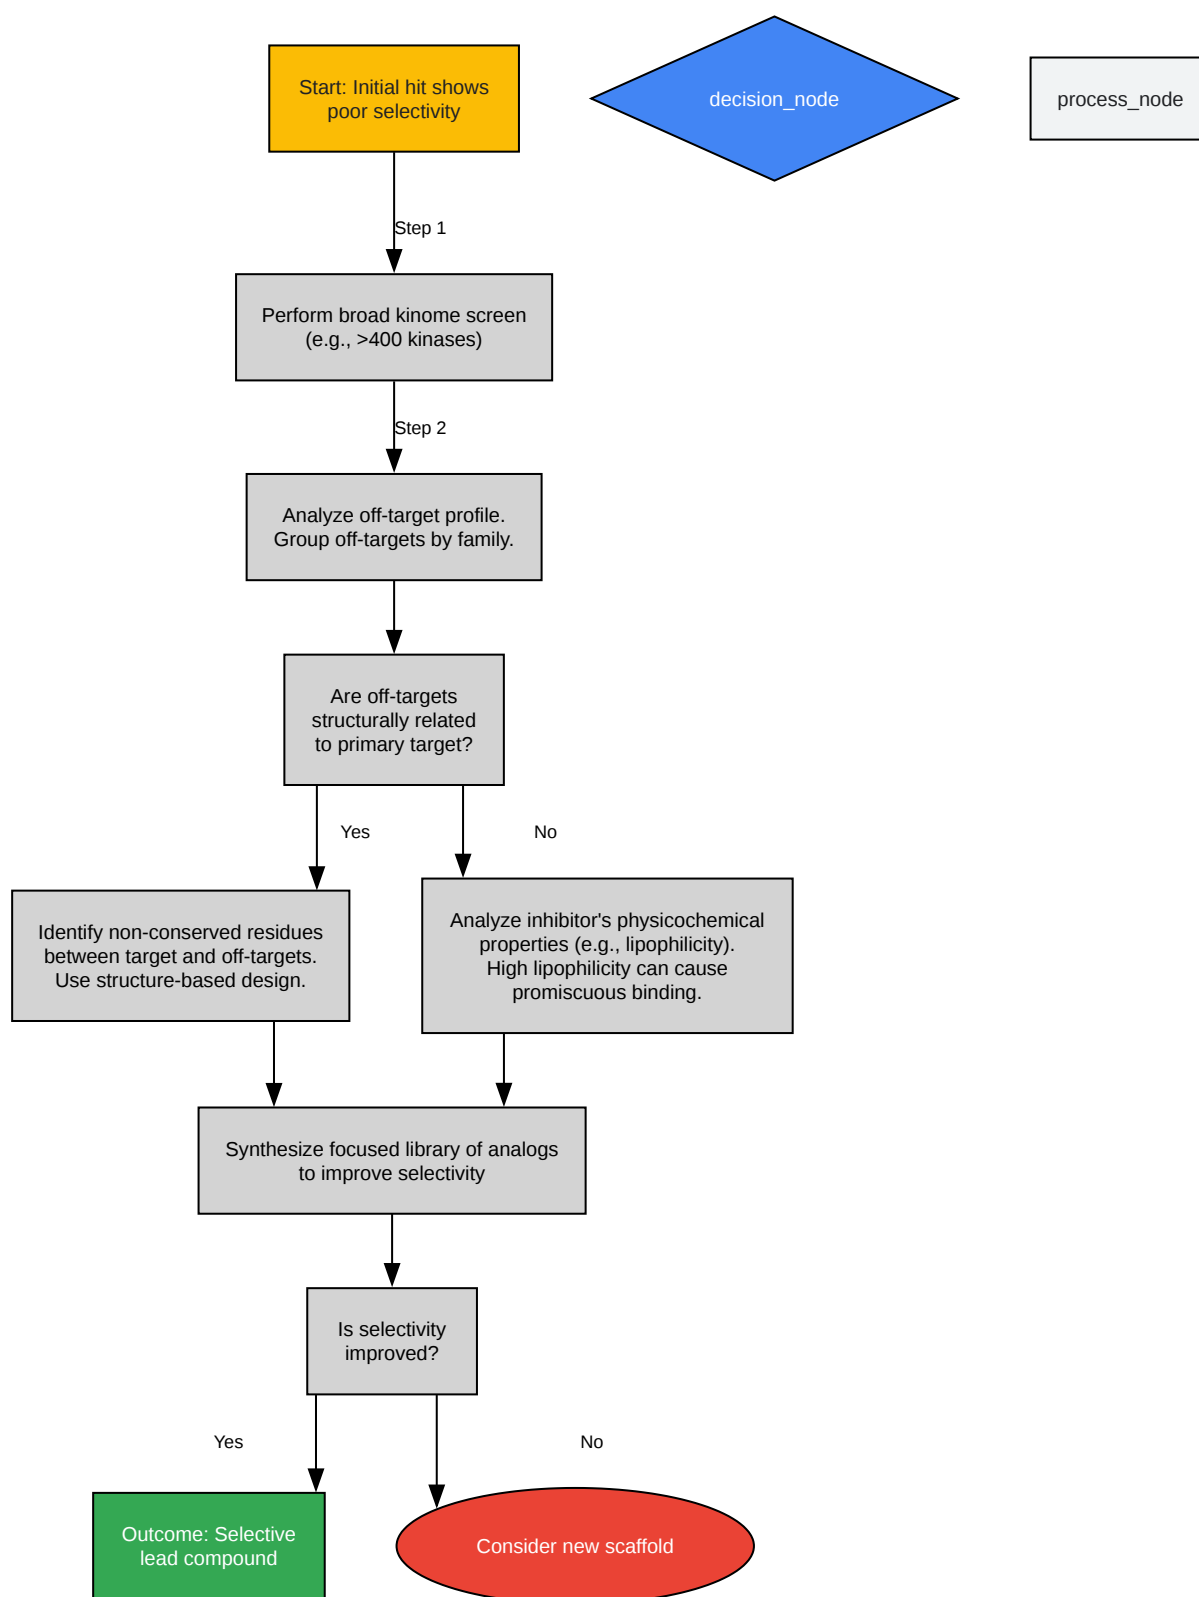 Start: Initial hit shows
poor selectivity
decision_node
process_node
Step 1
Perform broad kinome screen
(e.g., >400 kinases)
Step 2
Analyze off-target profile.
Group off-targets by family.
Are off-targets
structurally related
to primary target?
Yes
No
Identify non-conserved residues
between target and off-targets.
Use structure-based design.
Analyze inhibitor's physicochemical
properties (e.g., lipophilicity).
High lipophilicity can cause
promiscuous binding.
Synthesize focused library of analogs
to improve selectivity
Is selectivity
improved?
Yes
No
Outcome: Selective
lead compound
Consider new scaffold